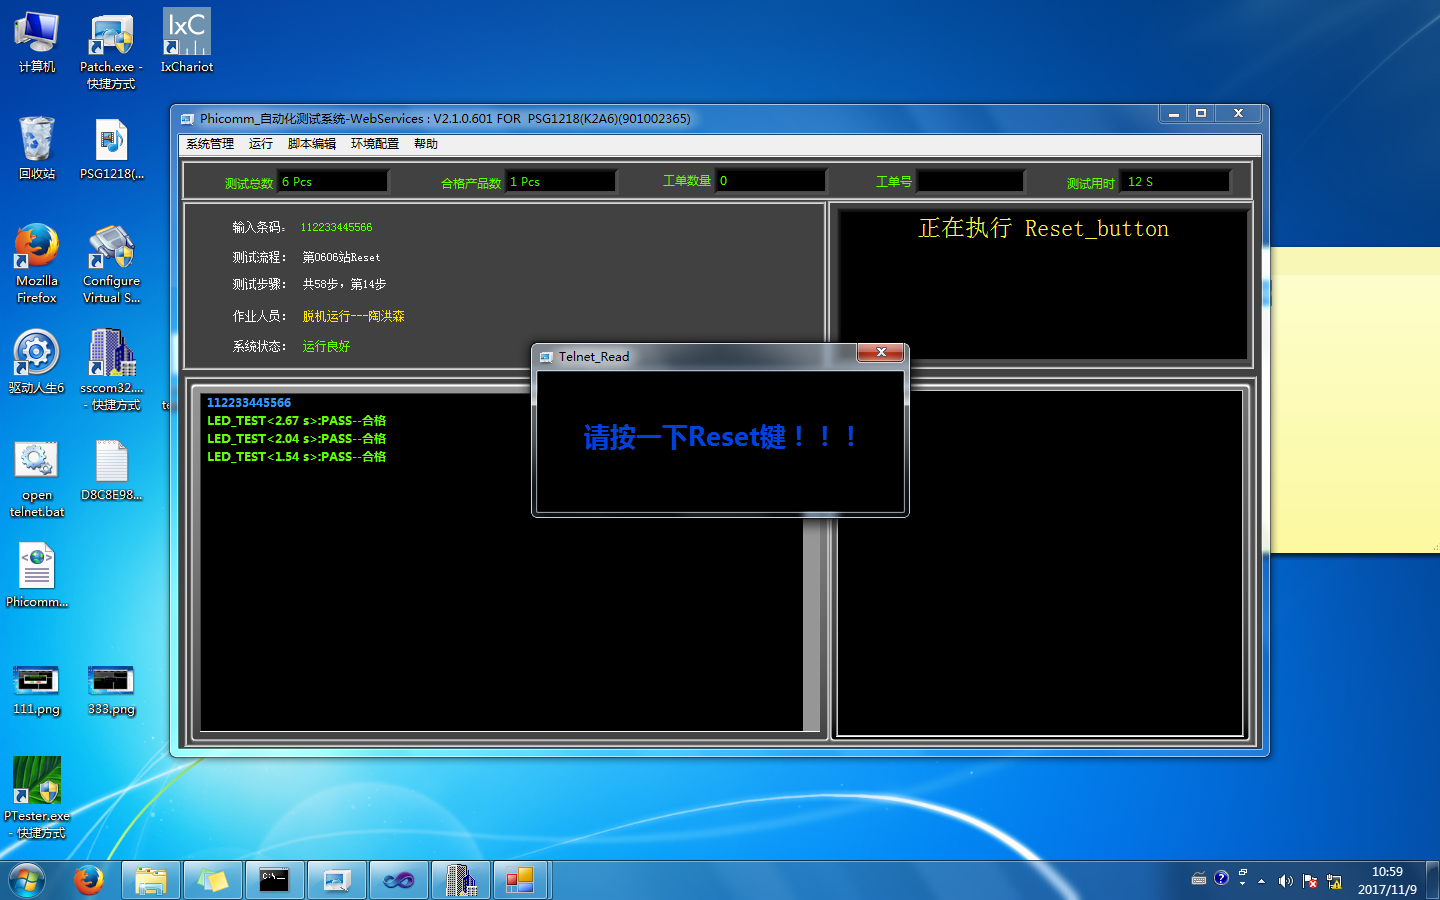 计算机
Patch.exe -
快捷方式
IxC
IxChariot
回收站
PSG1218(...
Mozilla
Firefox
Configure
Virtual S...
驱动人生6
sscom32....
- 快捷方式
open
telnet.bat
D8C8E98...
Phicomm...
111.png
333.png
PTester.exe
- 快捷方式
Phicomm_自动化测试系统-WebServices : V2.1.0.601 FOR PSG1218(K2A6)(901002365)
系统管理 运行 脚本编辑 环境配置 帮助
测试总数 6 Pcs 合格产品数 1 Pcs 工单数量 0 工单号 测试用时 12 S
输入条码: 112233445566
测试流程: 第0606站Reset
测试步骤: 共58步，第14步
作业人员: 脱机运行---陶洪森
系统状态: 运行良好
正在执行 Reset_button
Telnet_Read
请按一下Reset键！！！
112233445566
LED_TEST<2.67 s>:PASS--合格
LED_TEST<2.04 s>:PASS--合格
LED_TEST<1.54 s>:PASS--合格
C:\._
10:59
2017/11/9